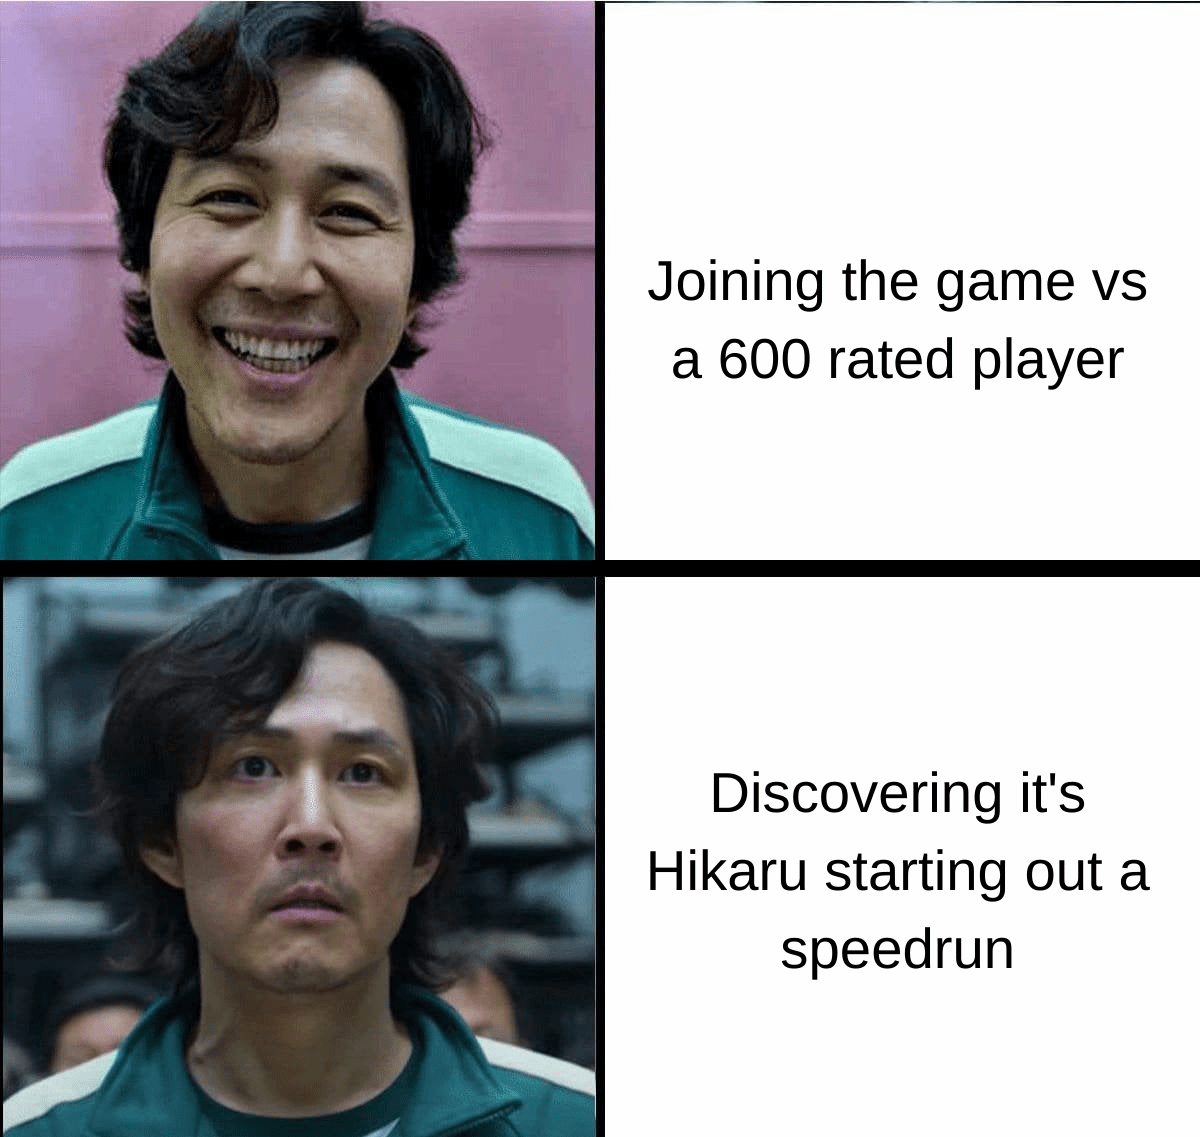 Joining the game vs
a 600 rated player
Discovering it's
Hikaru starting out a
speedrun